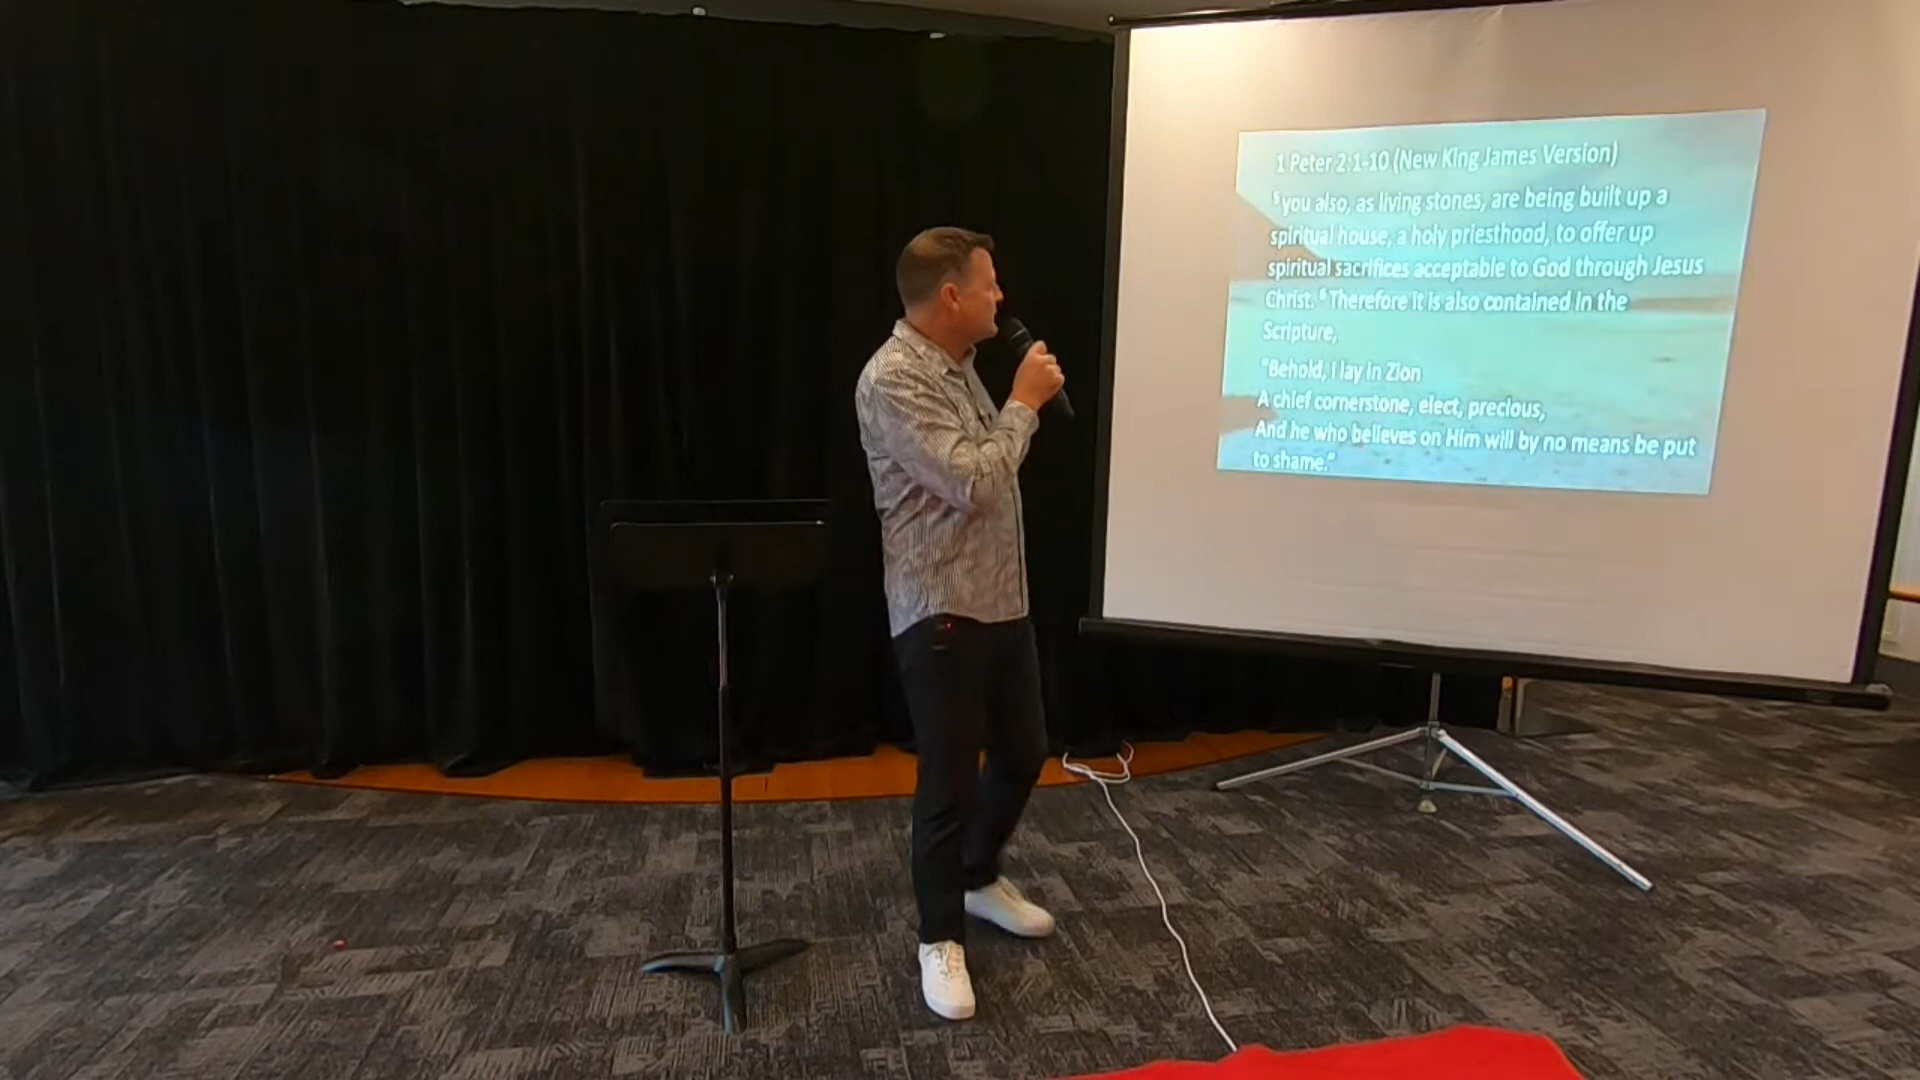 1 Peter 2:1-10 (New King James Version)
5 you also, as living stones, are being built up a
spiritual house, a holy priesthood, to offer up
spiritual sacrifices acceptable to God through Jesus
Christ. 6 Therefore it is also contained in the
Scripture,
"Behold, I lay in Zion
A chief cornerstone, elect, precious,
And he who believes on Him will by no means be put
to shame."